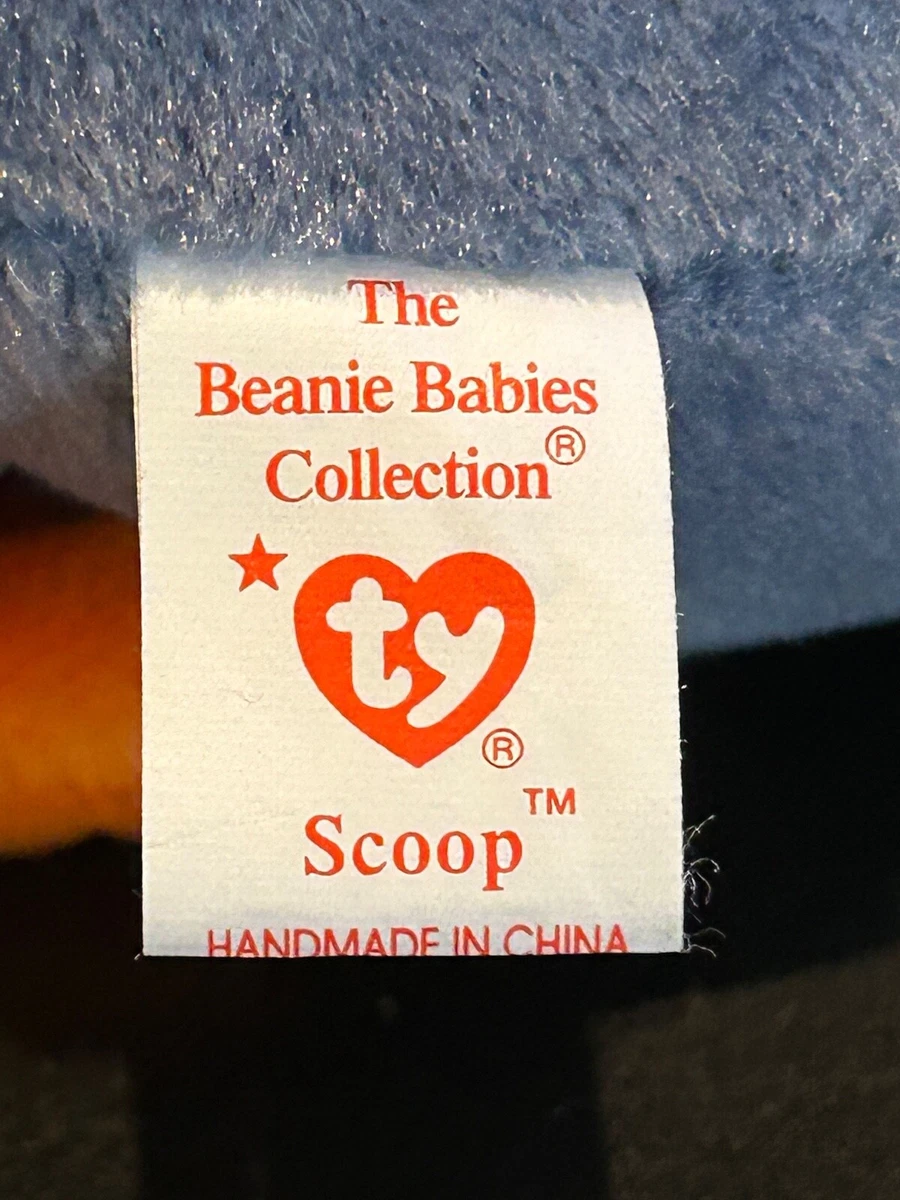 The
Beanie Babies
Collection®
ty®
Scoop™
HANDMADE IN CHINA